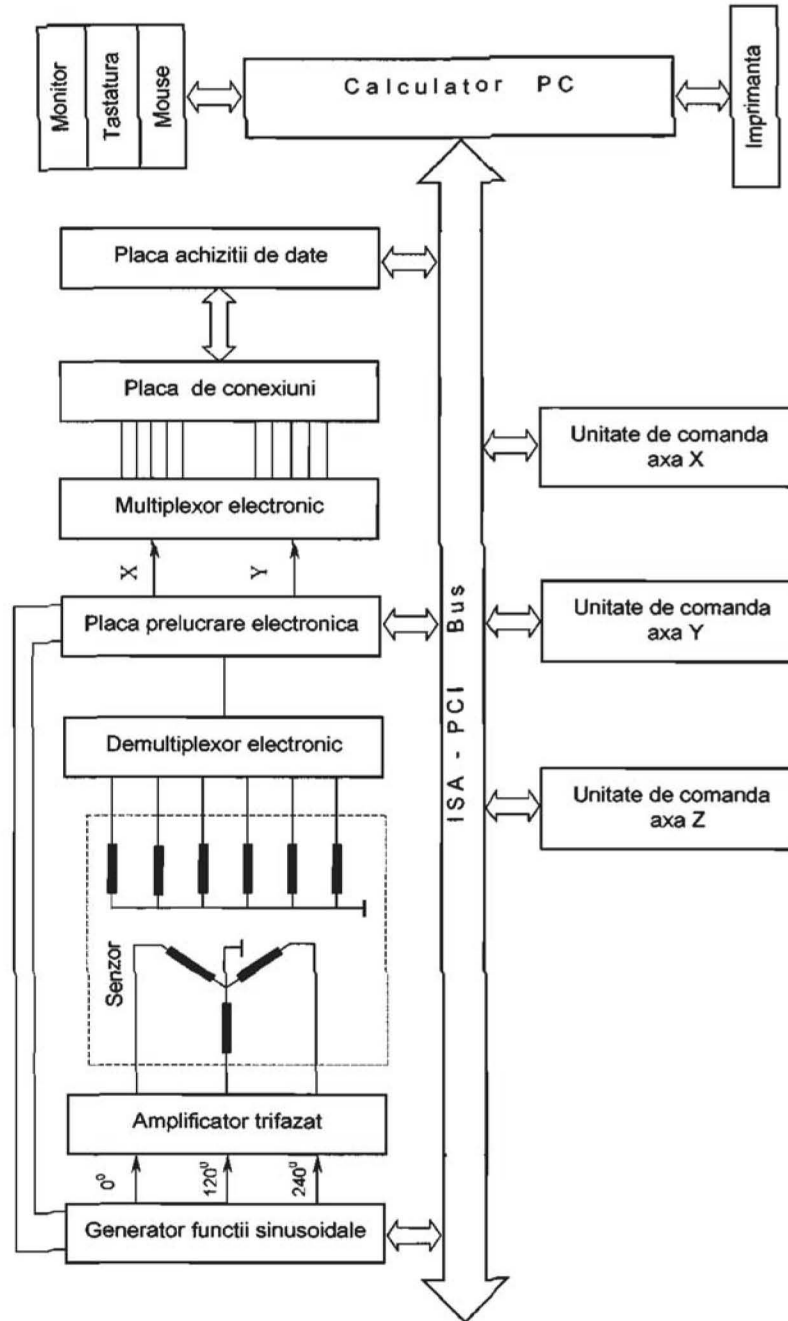 Monitor
Tastatura
Mouse
Calculator PC
Imprimanta
Placa achizitii de date
Placa de conexiuni
Unitate de comanda
axa X
Multiplexor electronic
X
Y
Placa prelucrare electronica
Unitate de comanda
axa Y
ISA - PCI Bus
Demultiplexor electronic
Unitate de comanda
axa Z
Senzor
Amplificator trifazat
0⁰
120⁰
240⁰
Generator functii sinusoidale